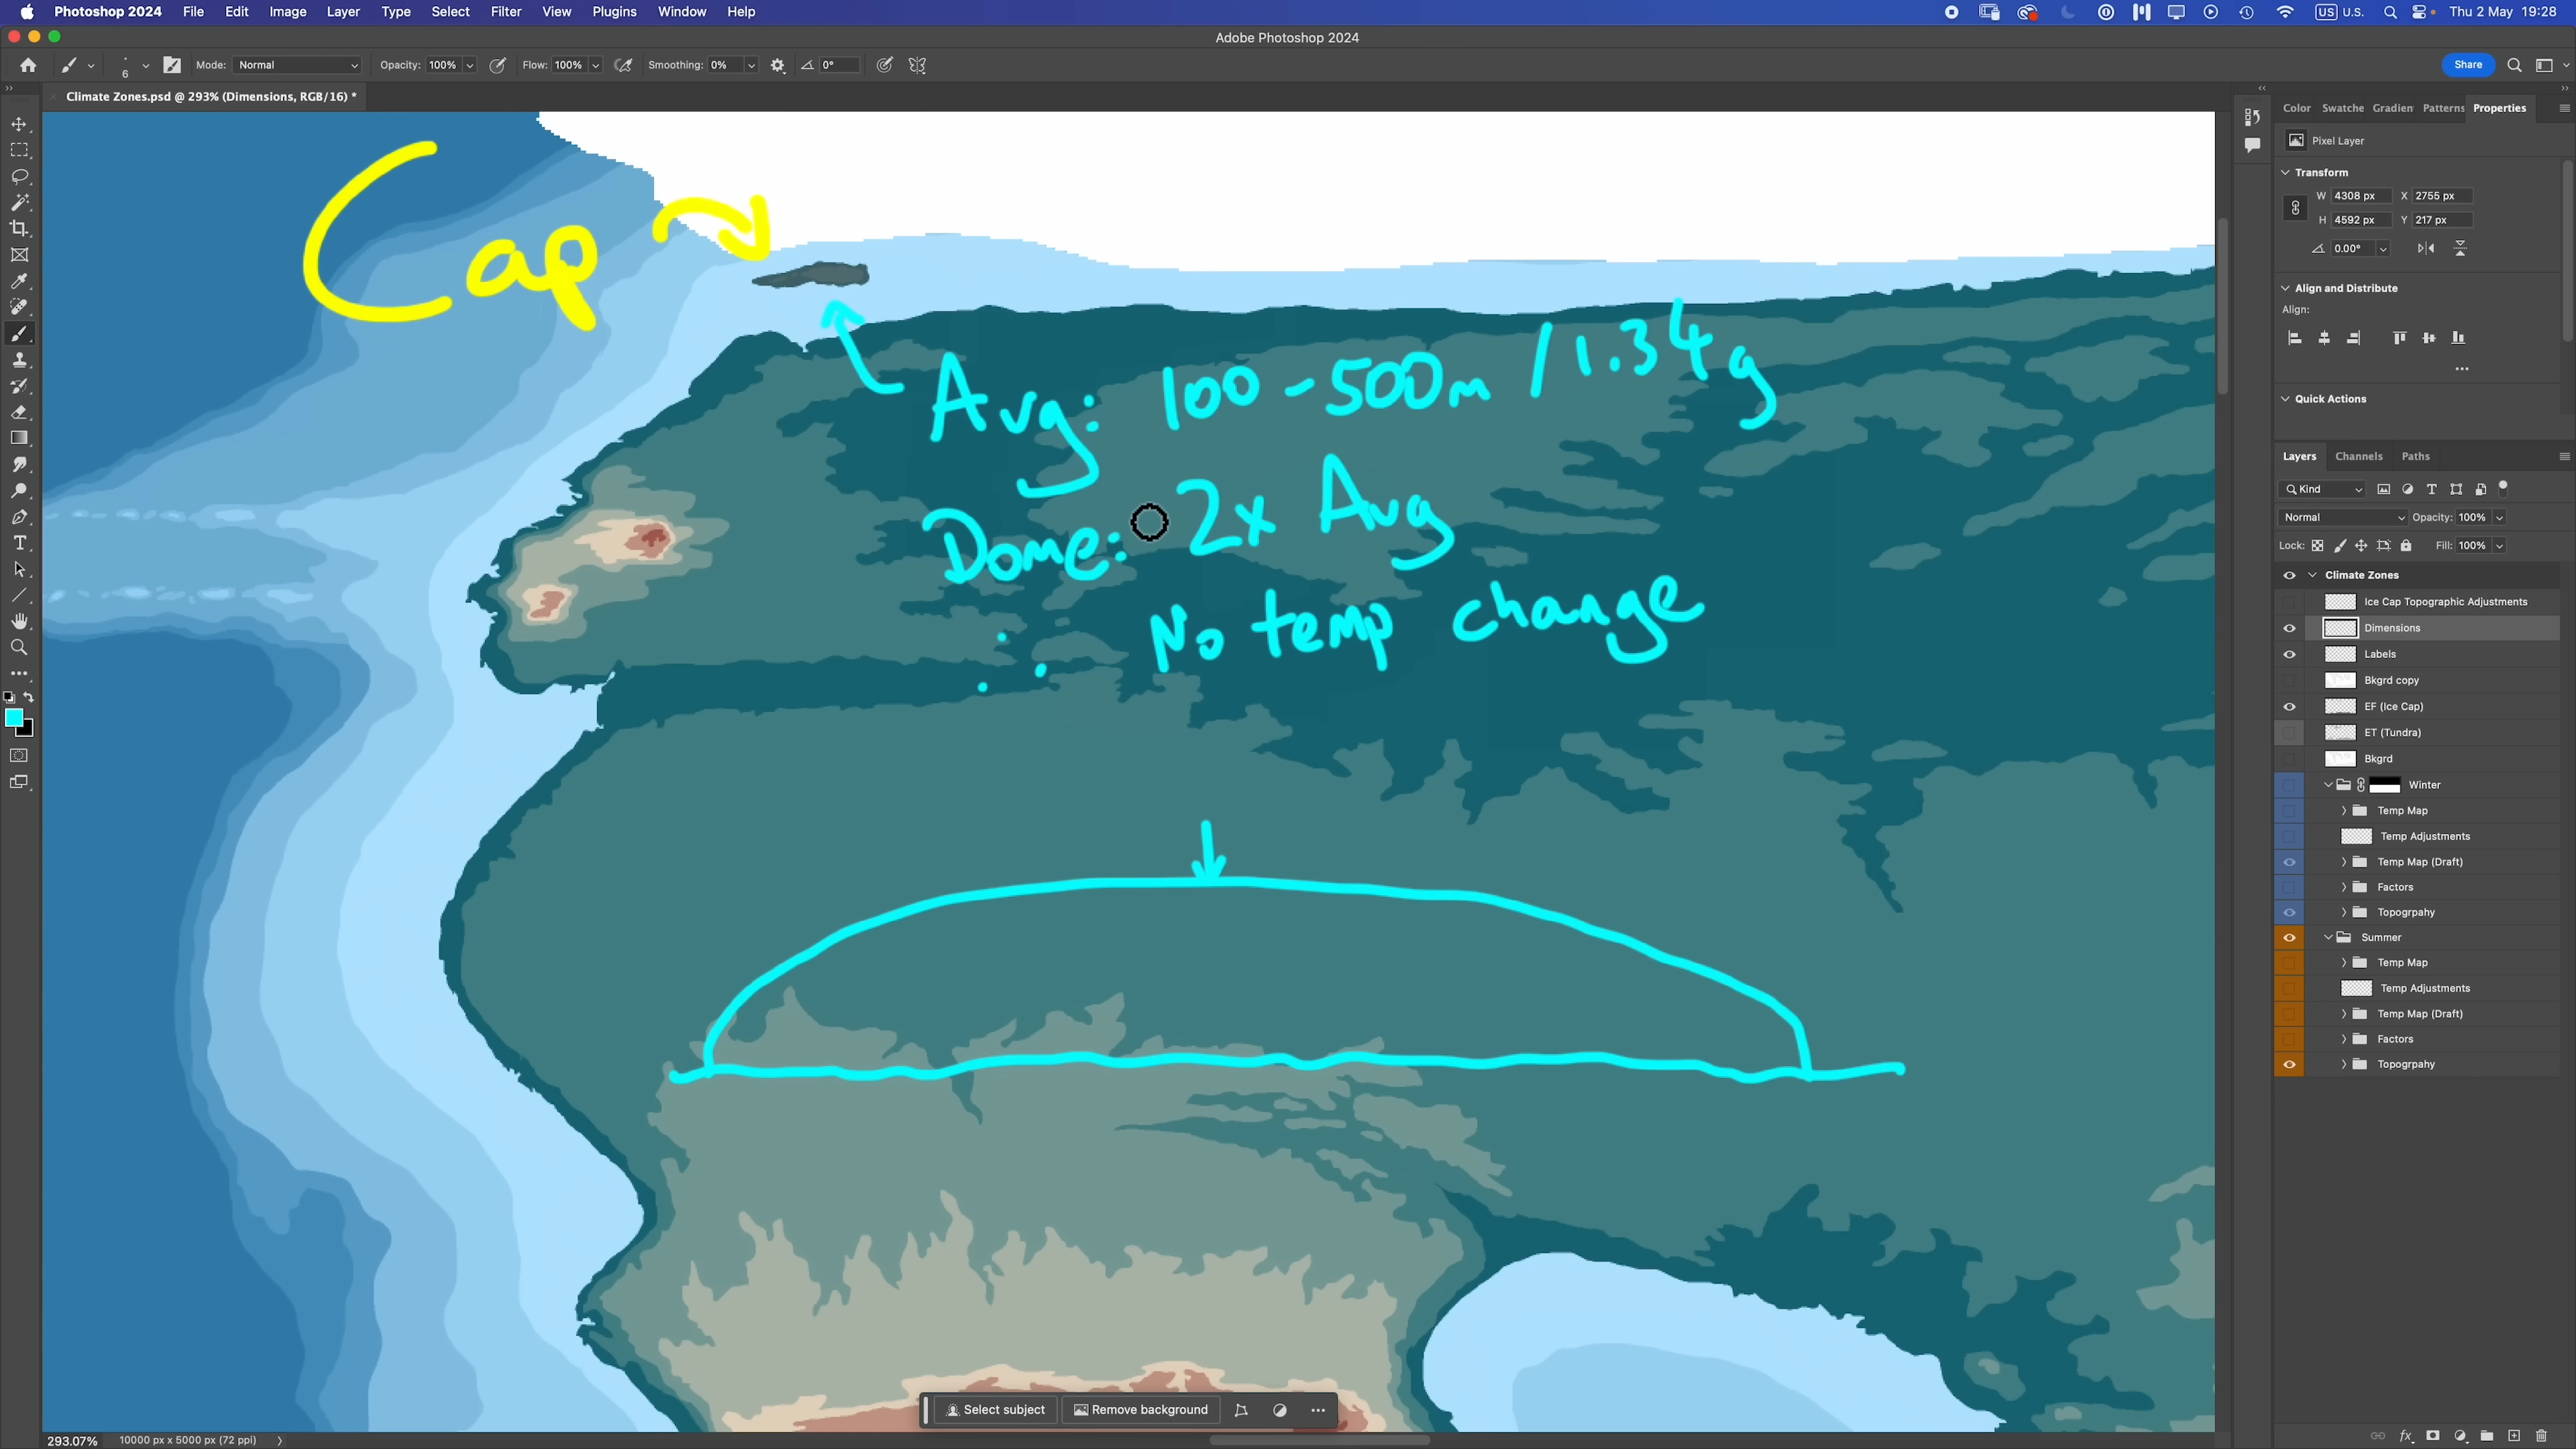 Photoshop 2024 File Edit Image Layer Type Select Filter View Plugins Window Help US U.S. Thu 2 May 19:28
Adobe Photoshop 2024
6 Mode: Normal Opacity: 100% Flow: 100% Smoothing: 0% 0° Share
Climate Zones.psd @ 293% (Dimensions, RGB/16) *
Cap
Avg: 100-500m /1.34g
Dome: 2x Avg
∴ No temp change
Select subject Remove background
293.07% 10000 px x 5000 px (72 ppi)
Color Swatche Gradien Patterns Properties
Pixel Layer
Transform
W 4308 px X 2755 px
H 4592 px Y 217 px
0.00°
Align and Distribute
Align:
Quick Actions
Layers Channels Paths
Kind
Normal Opacity: 100%
Lock: Fill: 100%
Climate Zones
Ice Cap Topographic Adjustments
Dimensions
Labels
Bkgrd copy
EF (Ice Cap)
ET (Tundra)
Bkgrd
Winter
Temp Map
Temp Adjustments
Temp Map (Draft)
Factors
Topogrpahy
Summer
Temp Map
Temp Adjustments
Temp Map (Draft)
Factors
Topogrpahy
fx